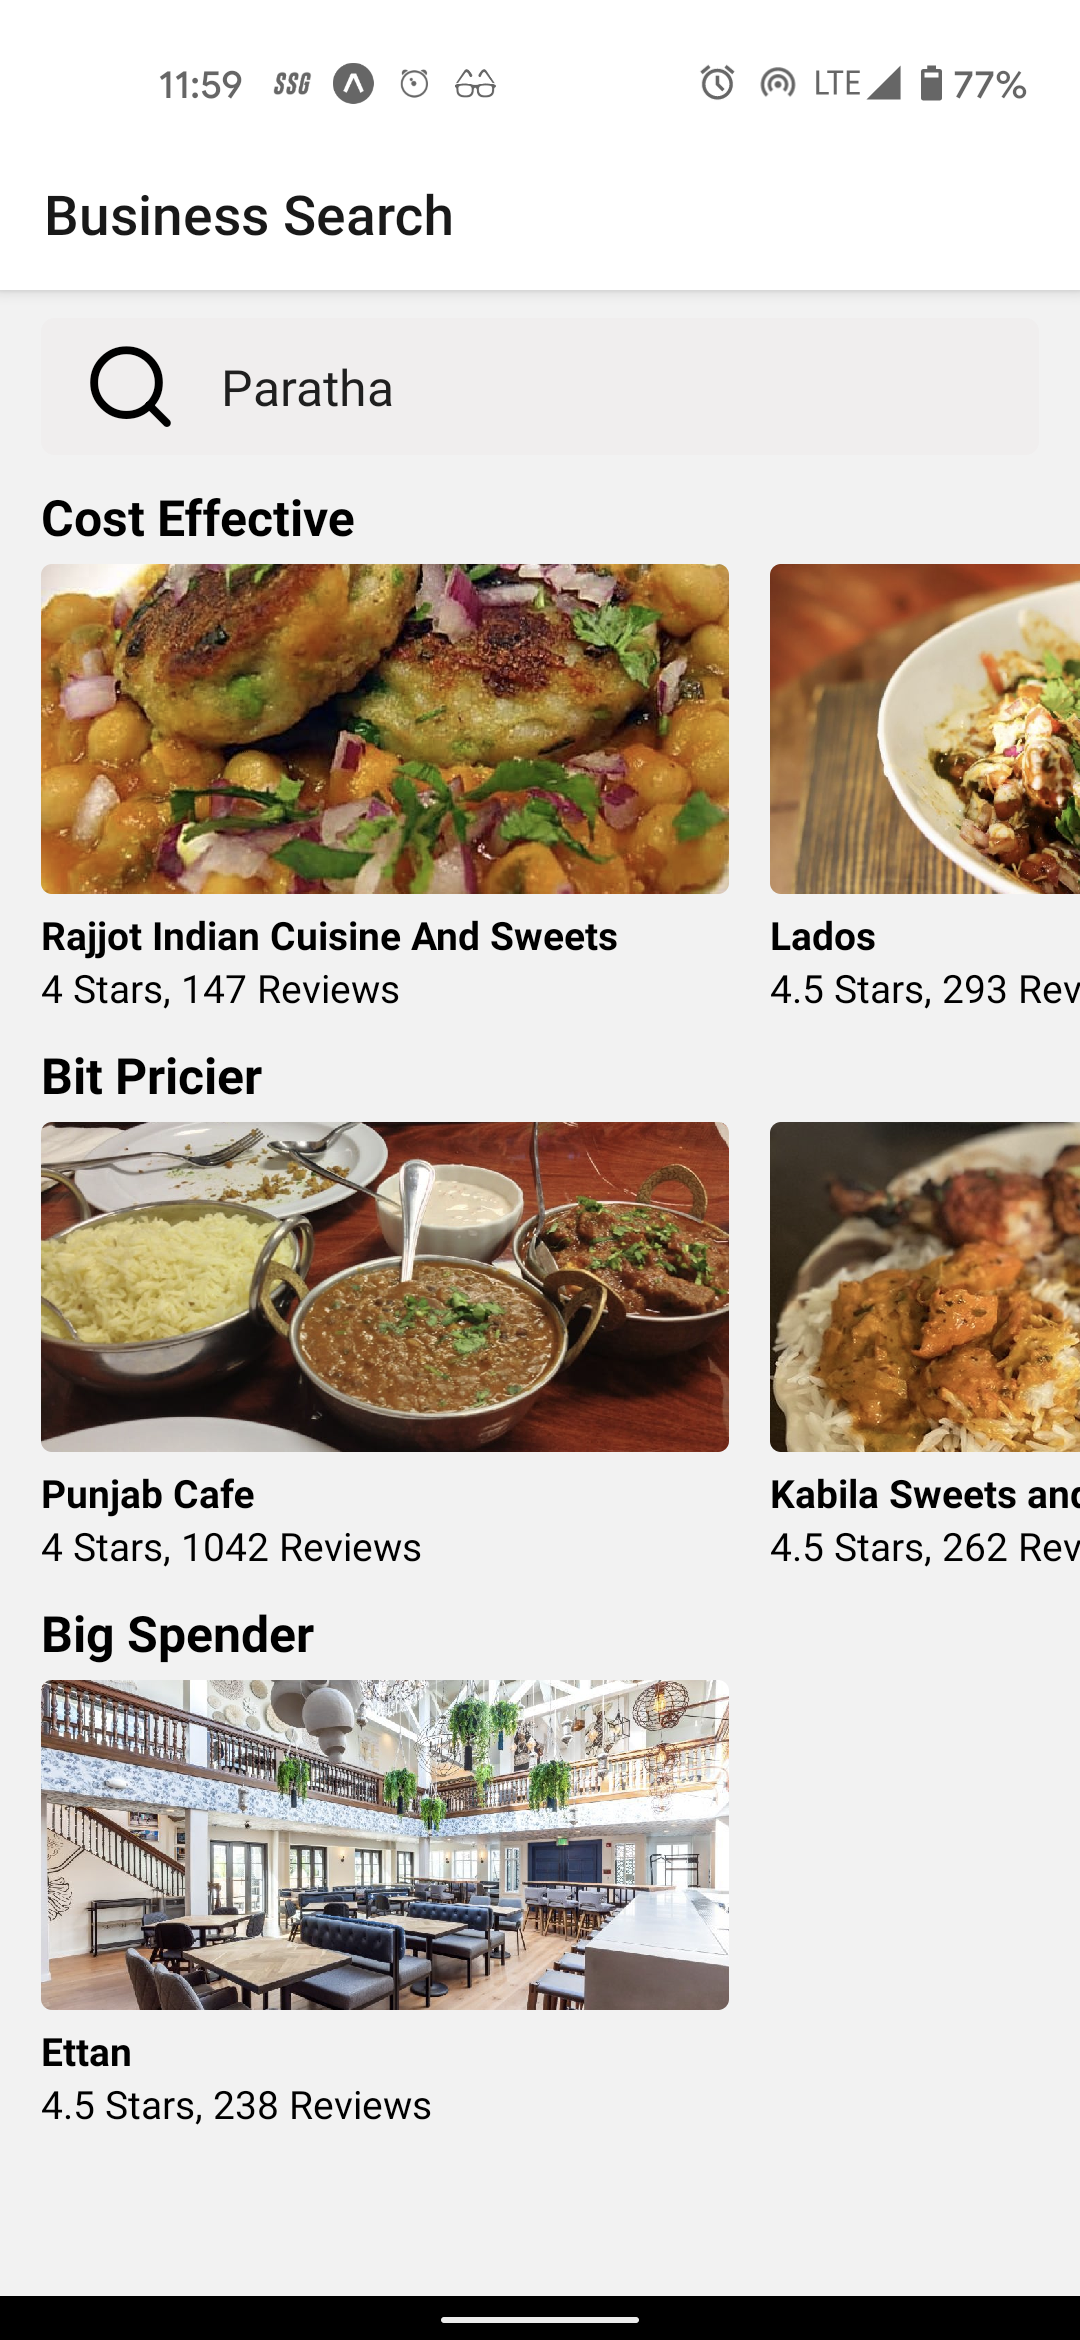 11:59 SSG LTE 77%
Business Search
Paratha
Cost Effective
Rajjot Indian Cuisine And Sweets
4 Stars, 147 Reviews
Lados
4.5 Stars, 293 Rev
Bit Pricier
Punjab Cafe
4 Stars, 1042 Reviews
Kabila Sweets and
4.5 Stars, 262 Rev
Big Spender
Ettan
4.5 Stars, 238 Reviews